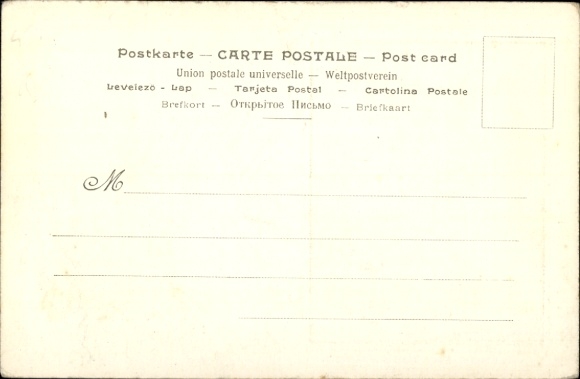 Postkarte — CARTE POSTALE — Post card
Union postale universelle — Weltpostverein
Levelezo - Lap — Tarjeta Postal — Cartolina Postale
Brefkort — Открытое Письмо — Briefkaart
M